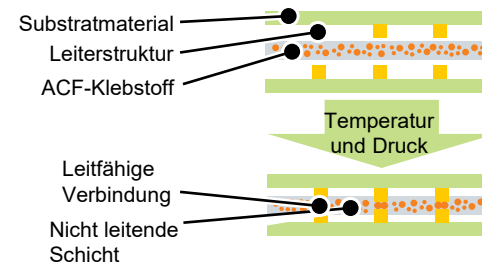 Substratmaterial
Leiterstruktur
ACF-Klebstoff
Temperatur
und Druck
Leitfähige
Verbindung
Nicht leitende
Schicht